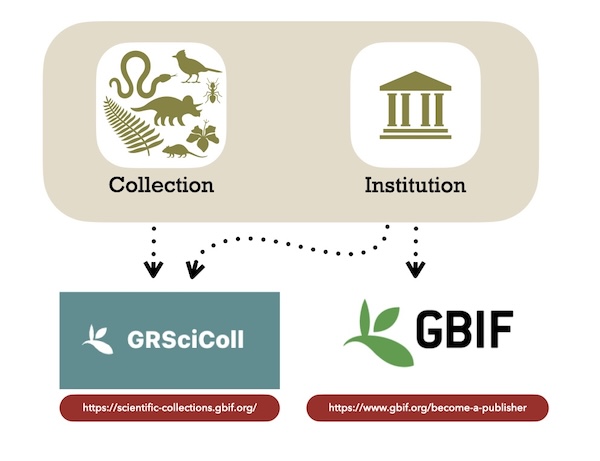 Collection
Institution
GRSciColl
GBIF
https://scientific-collections.gbif.org/
https://www.gbif.org/become-a-publisher